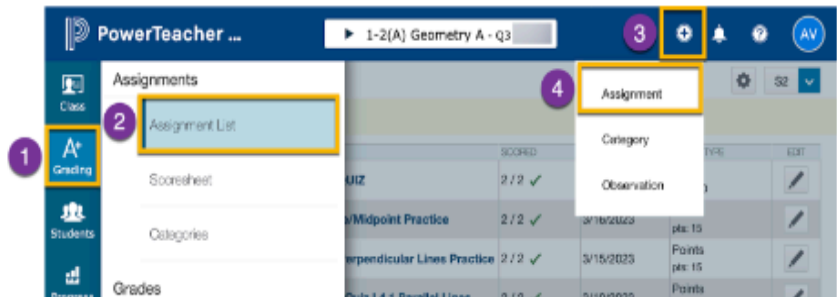 PowerTeacher ...
1-2(A) Geometry A - Q3
3
AV
Class
Assignments
4
Assignment
S2
2
Assignment List
1
A+
Grading
Category
SCORED
TYPE
EDIT
Scoresheet
UIZ
2 / 2
Observation
Students
Categories
/Midpoint Practice
2 / 2
3/16/2023
pts: 15
erpendicular Lines Practice
2 / 2
3/15/2023
Points
pts: 15
Progress
Grades
Points